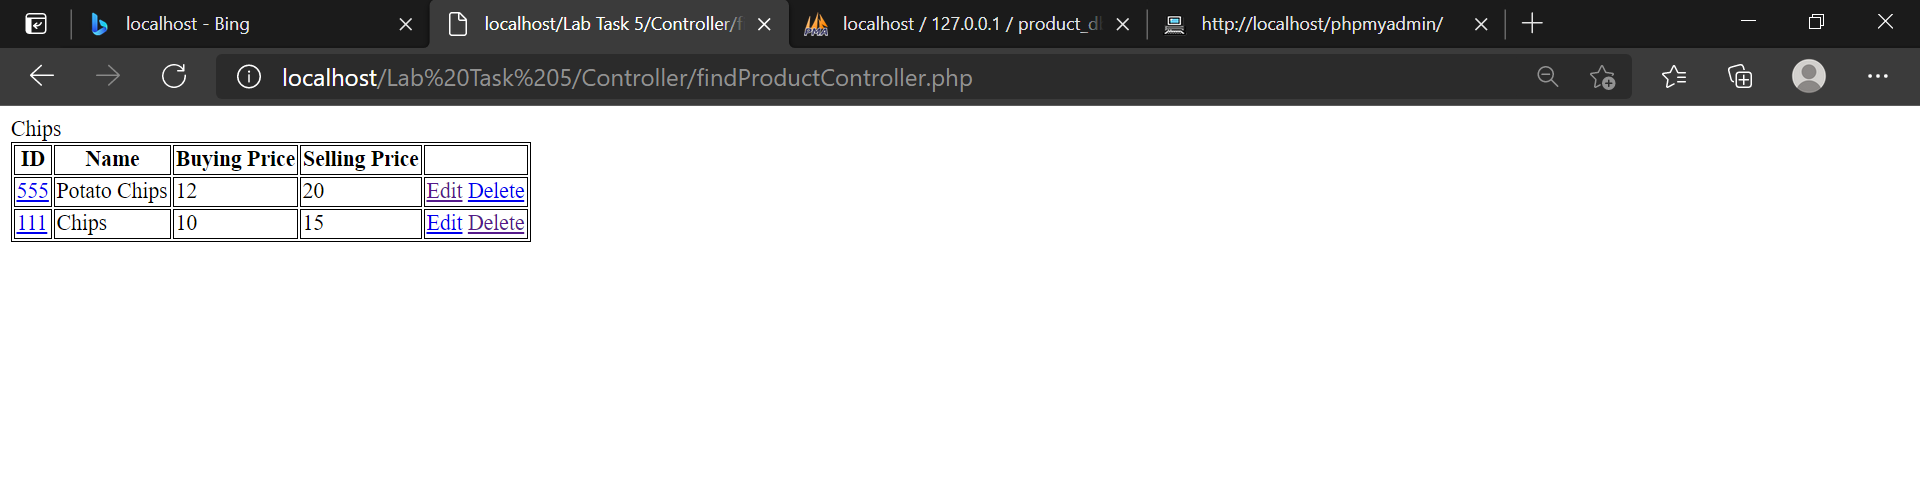 localhost - Bing
localhost/Lab Task 5/Controller/f
localhost / 127.0.0.1 / product_d
http://localhost/phpmyadmin/
localhost/Lab%20Task%205/Controller/findProductController.php
Chips
ID Name Buying Price Selling Price
555 Potato Chips 12 20 Edit Delete
111 Chips 10 15 Edit Delete